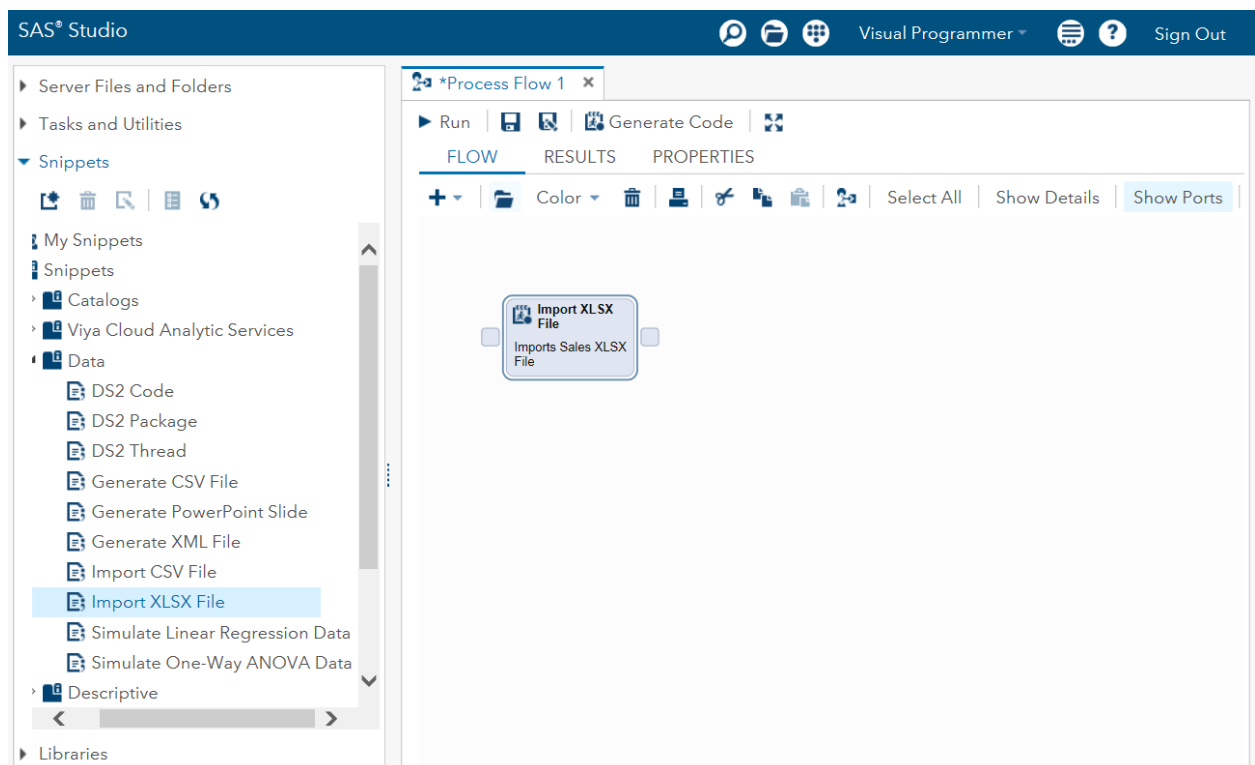 SAS® Studio
Visual Programmer
Sign Out
Server Files and Folders
Tasks and Utilities
Snippets
My Snippets
Snippets
Catalogs
Viya Cloud Analytic Services
Data
DS2 Code
DS2 Package
DS2 Thread
Generate CSV File
Generate PowerPoint Slide
Generate XML File
Import CSV File
Import XLSX File
Simulate Linear Regression Data
Simulate One-Way ANOVA Data
Descriptive
Libraries
*Process Flow 1
Run
Generate Code
FLOW RESULTS PROPERTIES
Color Select All Show Details Show Ports
Import XLSX
File
Imports Sales XLSX
File